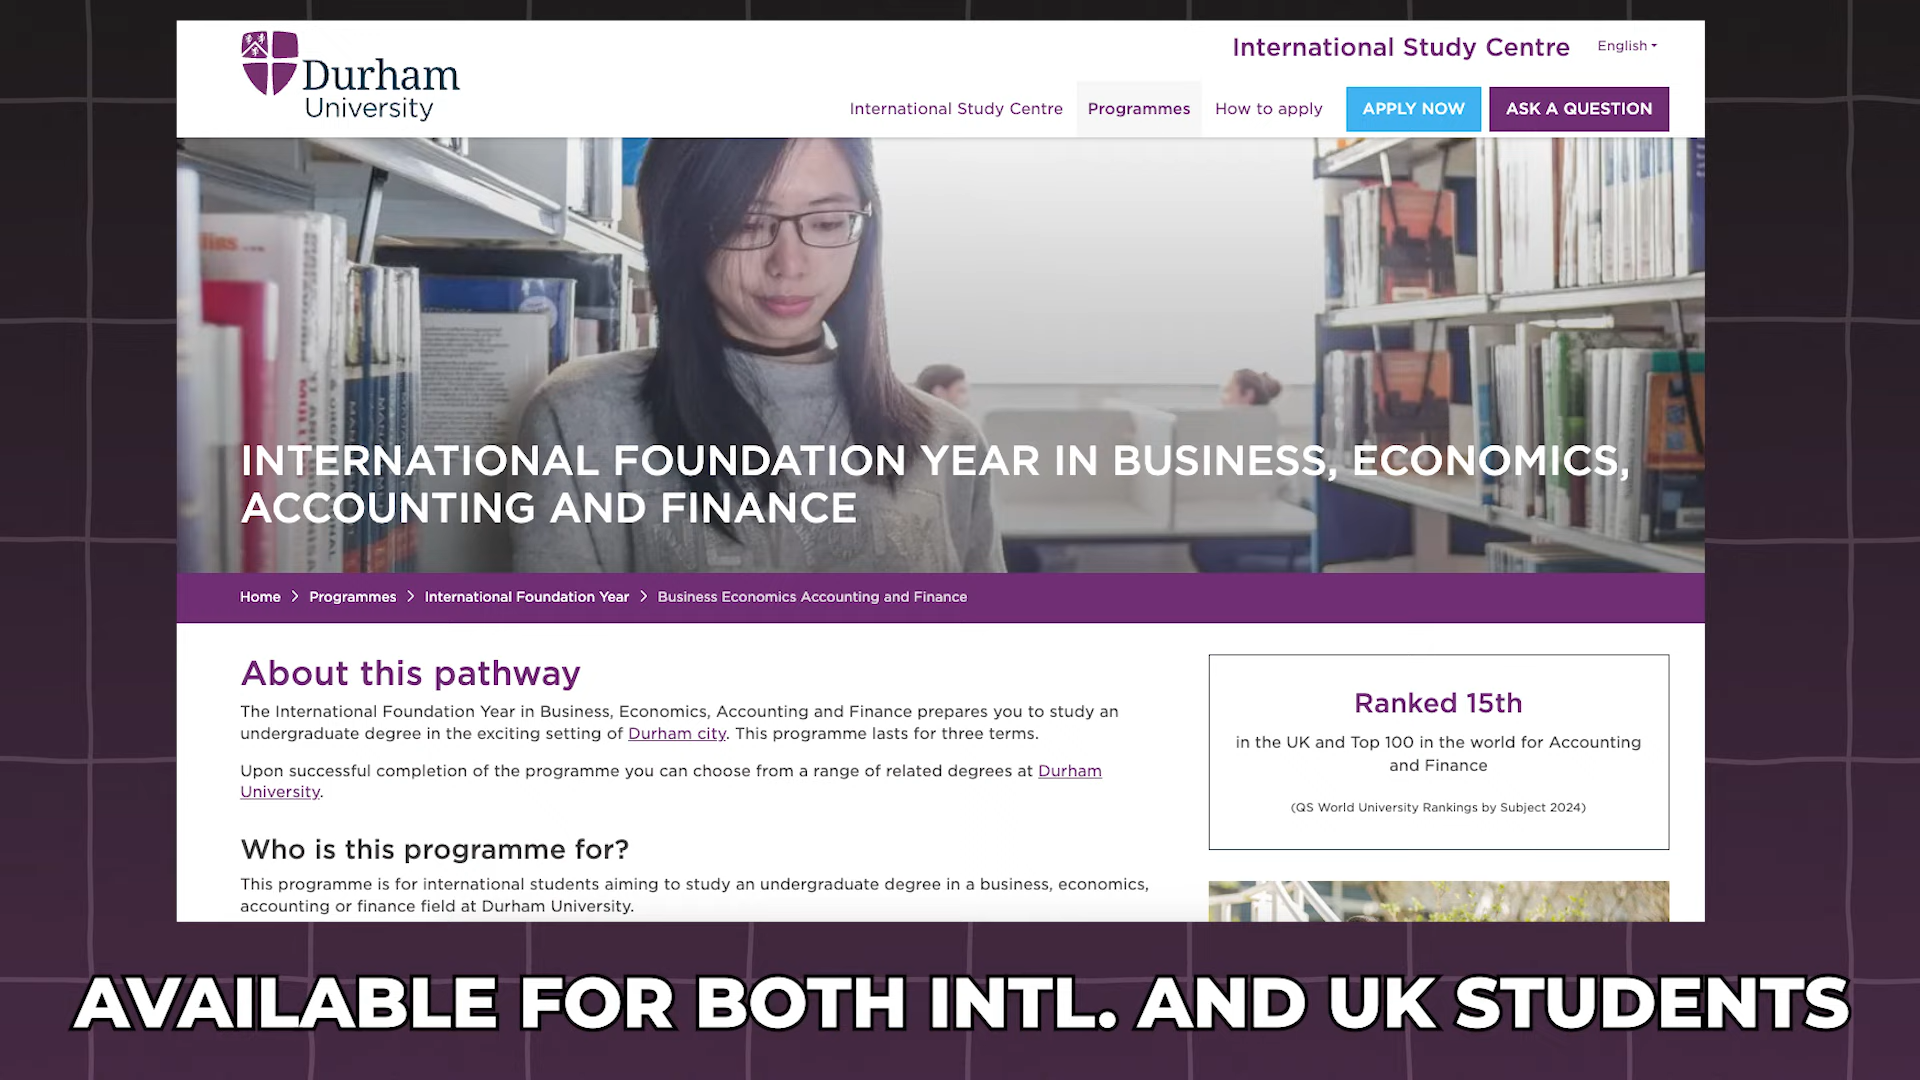 Durham
University
International Study Centre
English
International Study Centre
Programmes
How to apply
APPLY NOW
ASK A QUESTION
INTERNATIONAL FOUNDATION YEAR IN BUSINESS, ECONOMICS,
ACCOUNTING AND FINANCE
Home > Programmes > International Foundation Year > Business Economics Accounting and Finance
About this pathway
The International Foundation Year in Business, Economics, Accounting and Finance prepares you to study an
undergraduate degree in the exciting setting of Durham city. This programme lasts for three terms.
Upon successful completion of the programme you can choose from a range of related degrees at Durham
University.
Who is this programme for?
This programme is for international students aiming to study an undergraduate degree in a business, economics,
accounting or finance field at Durham University.
Ranked 15th
in the UK and Top 100 in the world for Accounting
and Finance
(QS World University Rankings by Subject 2024)
AVAILABLE FOR BOTH INTL. AND UK STUDENTS